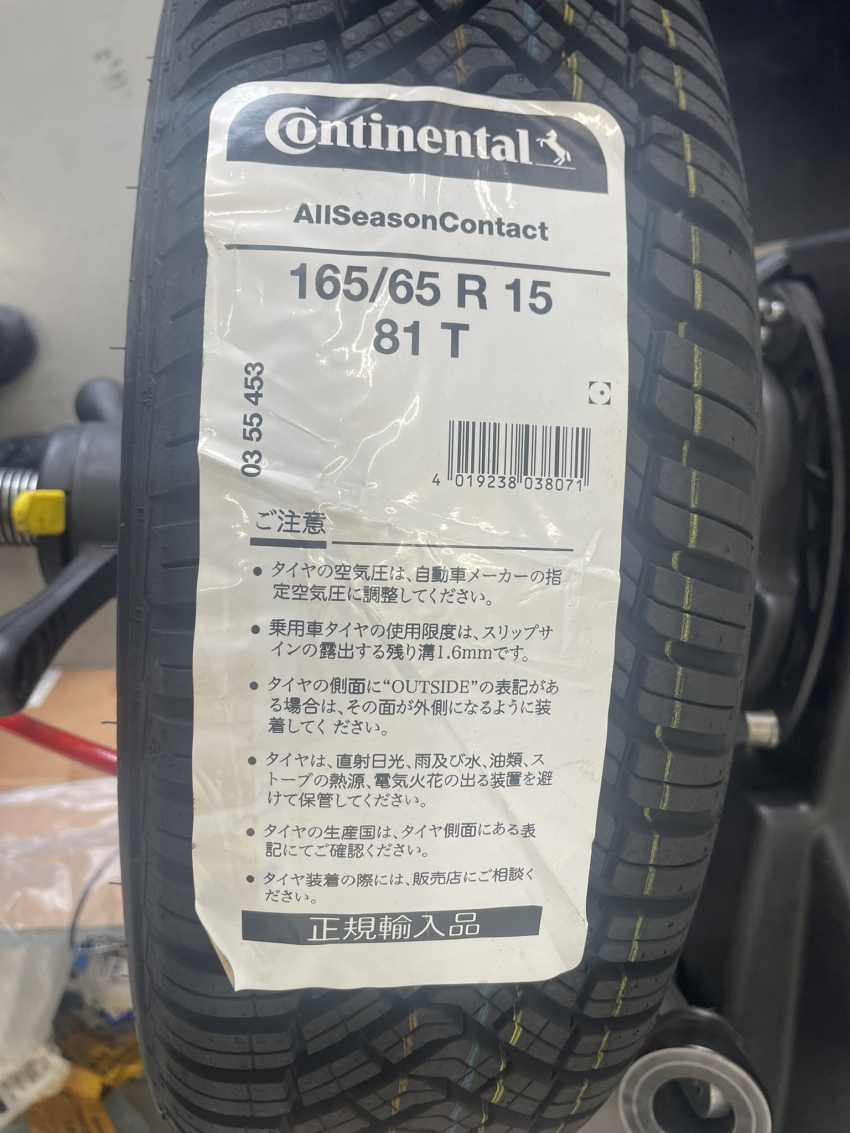 Continental
AllSeasonContact
165/65 R 15
81 T
03 55 453
4 019238 038071
ご注意
● タイヤの空気圧は、自動車メーカーの指
定空気圧に調整してください。
● 乗用車タイヤの使用限度は、スリップサ
インの露出する残り溝1.6mmです。
● タイヤの側面に“OUTSIDE”の表記があ
る場合は、その面が外側になるように装
着してく ださい。
● タイヤは、直射日光、雨及び水、油類、ス
トーブの熱源、電気火花の出る装置を避
けて保管してください。
● タイヤの生産国は、タイヤ側面にある表
記にてご確認ください。
● タイヤ装着の際には、販売店にご相談く
ださい。
正規輸入品